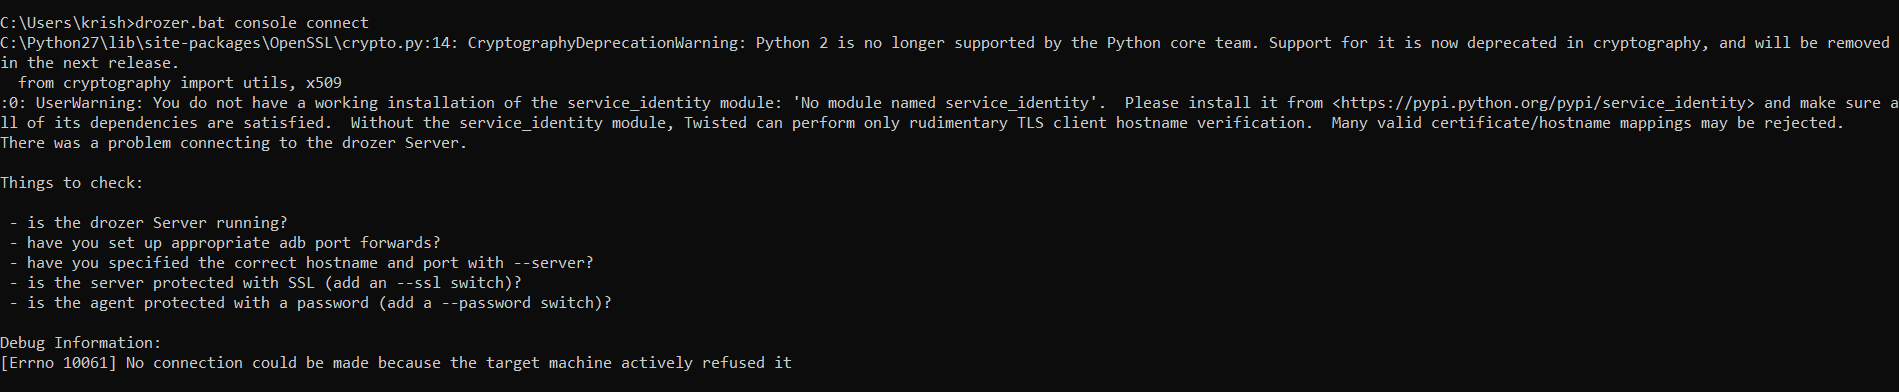 C:\Users\krish>drozer.bat console connect
C:\Python27\lib\site-packages\OpenSSL\crypto.py:14: CryptographyDeprecationWarning: Python 2 is no longer supported by the Python core team. Support for it is now deprecated in cryptography, and will be removed
in the next release.
  from cryptography import utils, x509
:0: UserWarning: You do not have a working installation of the service_identity module: 'No module named service_identity'.  Please install it from <https://pypi.python.org/pypi/service_identity> and make sure a
ll of its dependencies are satisfied.  Without the service_identity module, Twisted can perform only rudimentary TLS client hostname verification.  Many valid certificate/hostname mappings may be rejected.
There was a problem connecting to the drozer Server.

Things to check:

 - is the drozer Server running?
 - have you set up appropriate adb port forwards?
 - have you specified the correct hostname and port with --server?
 - is the server protected with SSL (add an --ssl switch)?
 - is the agent protected with a password (add a --password switch)?

Debug Information:
[Errno 10061] No connection could be made because the target machine actively refused it